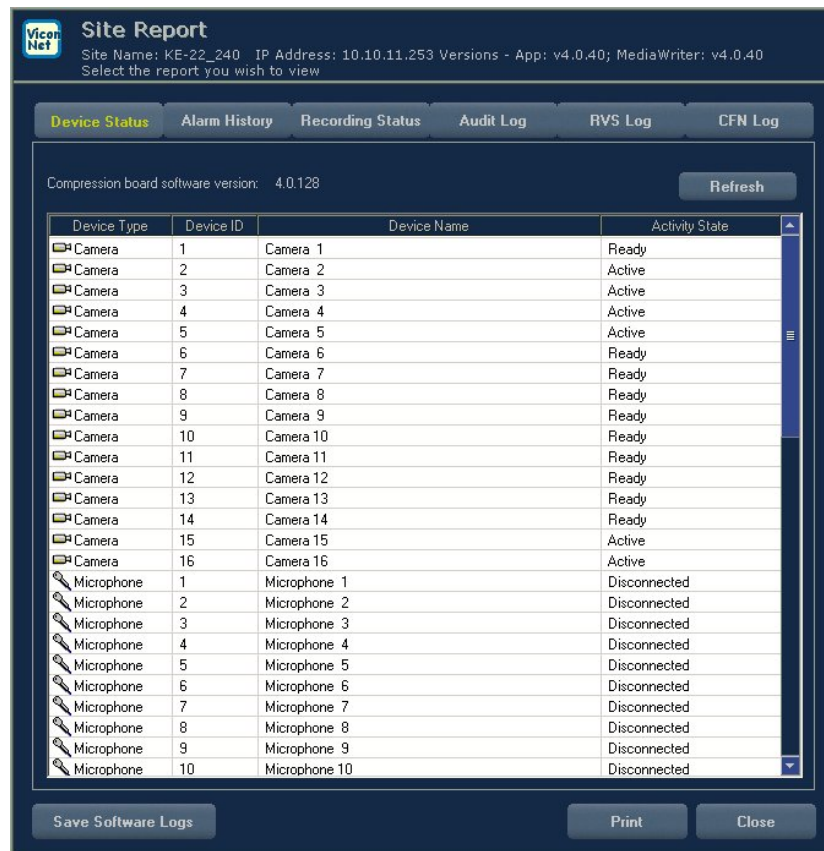 Vicon
Net
Site Report
Site Name: KE-22_240 IP Address: 10.10.11.253 Versions - App: v4.0.40; MediaWriter: v4.0.40
Select the report you wish to view
Device Status Alarm History Recording Status Audit Log RVS Log CFN Log
Compression board software version: 4.0.128
Refresh
Device Type Device ID Device Name Activity State
Camera 1 Camera 1 Ready
Camera 2 Camera 2 Active
Camera 3 Camera 3 Active
Camera 4 Camera 4 Active
Camera 5 Camera 5 Active
Camera 6 Camera 6 Ready
Camera 7 Camera 7 Ready
Camera 8 Camera 8 Ready
Camera 9 Camera 9 Ready
Camera 10 Camera 10 Ready
Camera 11 Camera 11 Ready
Camera 12 Camera 12 Ready
Camera 13 Camera 13 Ready
Camera 14 Camera 14 Ready
Camera 15 Camera 15 Active
Camera 16 Camera 16 Active
Microphone 1 Microphone 1 Disconnected
Microphone 2 Microphone 2 Disconnected
Microphone 3 Microphone 3 Disconnected
Microphone 4 Microphone 4 Disconnected
Microphone 5 Microphone 5 Disconnected
Microphone 6 Microphone 6 Disconnected
Microphone 7 Microphone 7 Disconnected
Microphone 8 Microphone 8 Disconnected
Microphone 9 Microphone 9 Disconnected
Microphone 10 Microphone 10 Disconnected
Save Software Logs Print Close